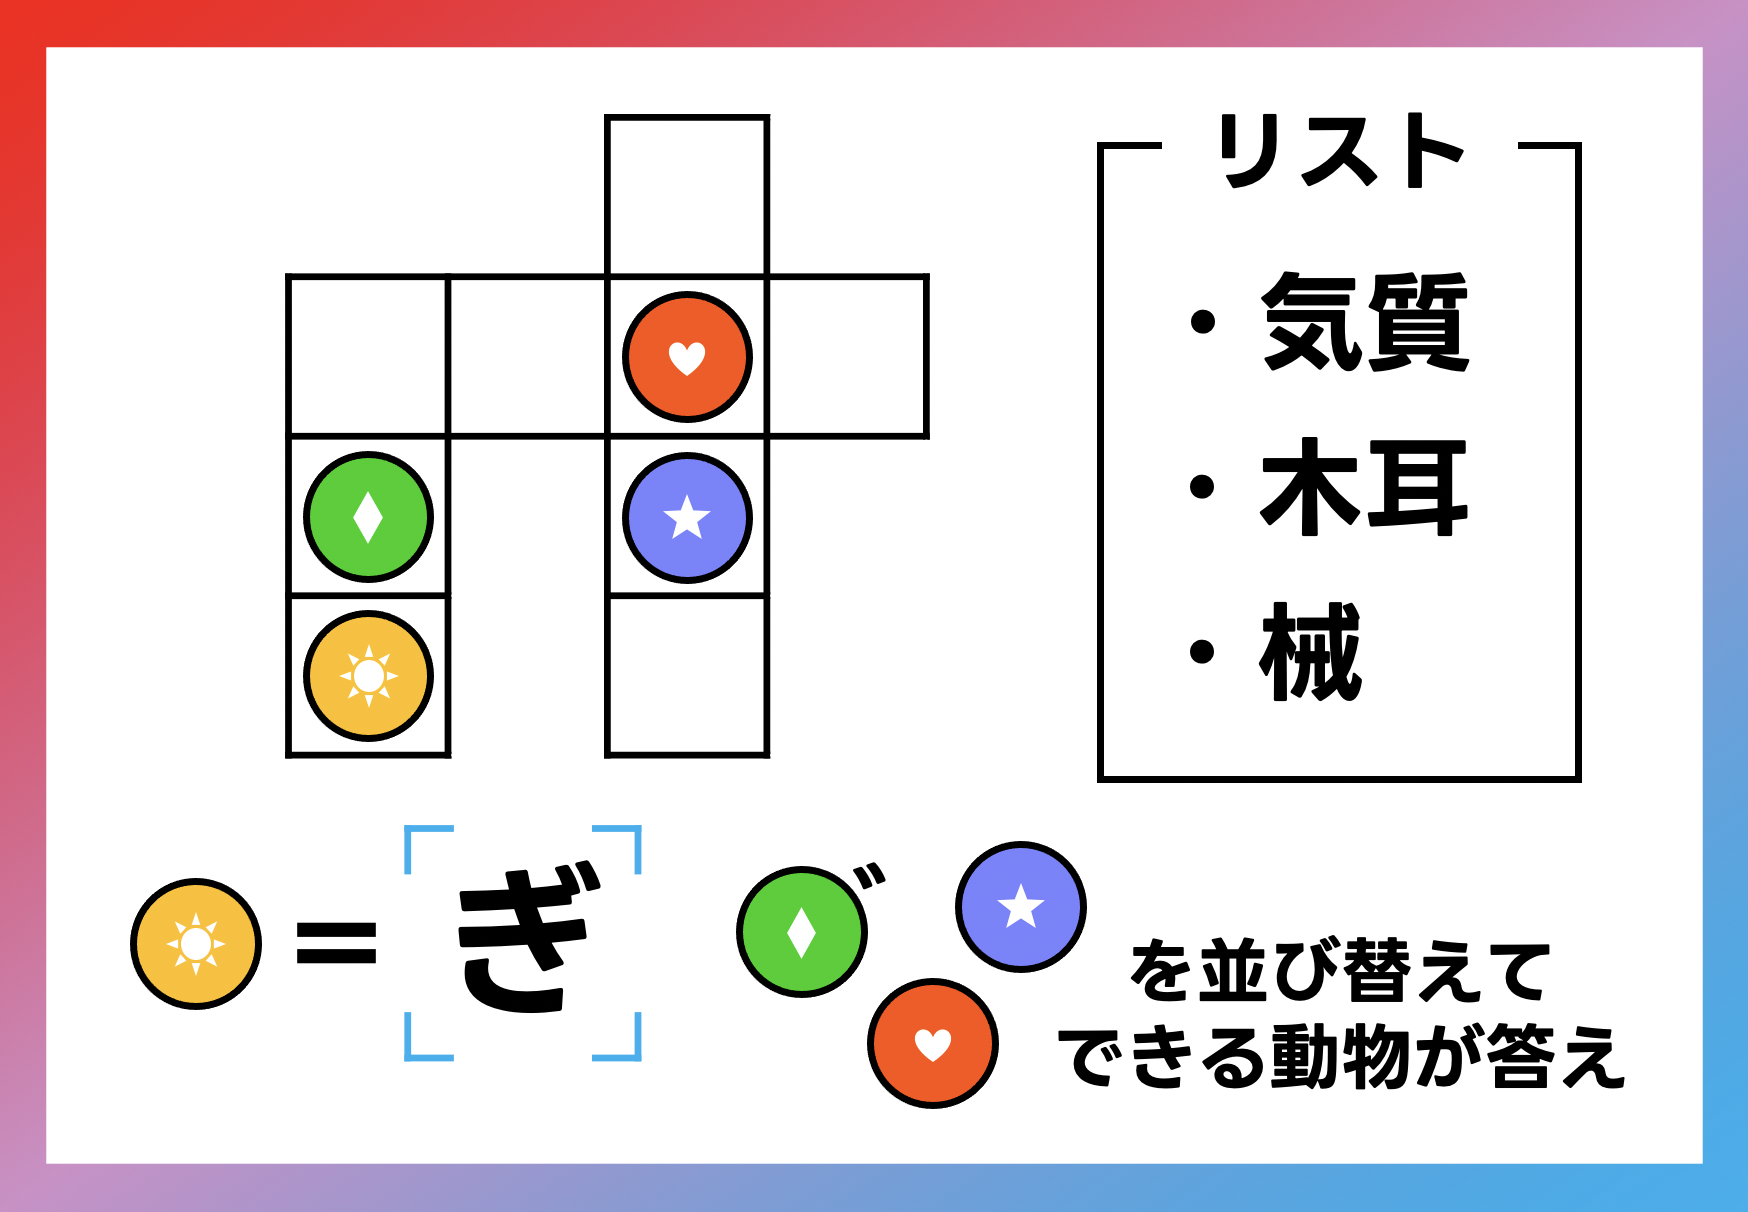 リスト
・気質
・木耳
・械
= ぎ
゛
を並び替えて
できる動物が答え